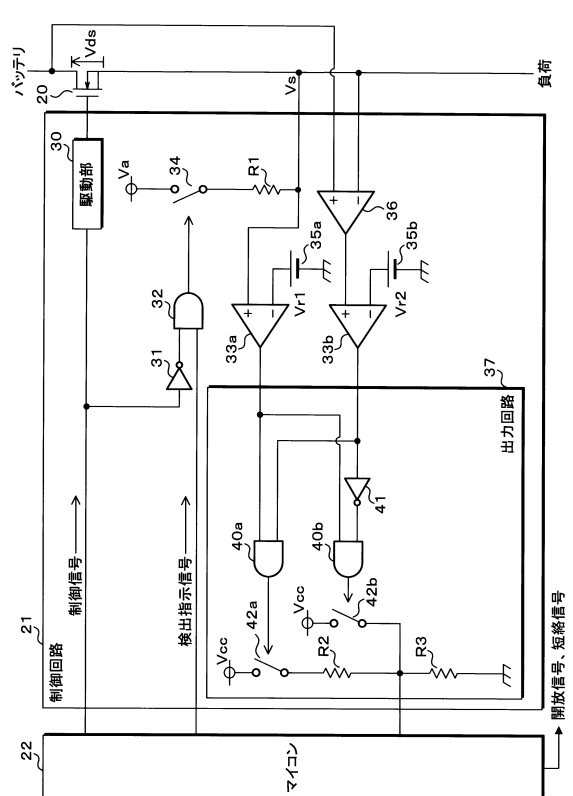 22
マイコン
21
制御回路
制御信号
検出指示信号
バッテリ
Vds
20
30
駆動部
Va
34
R1
Vs
負荷
31
32
+
−
35a
Vr1
33a
+
−
36
35b
+
−
Vr2
33b
37
出力回路
40a
40b
41
Vcc
42a
Vcc
42b
R2
R3
開放信号、短絡信号